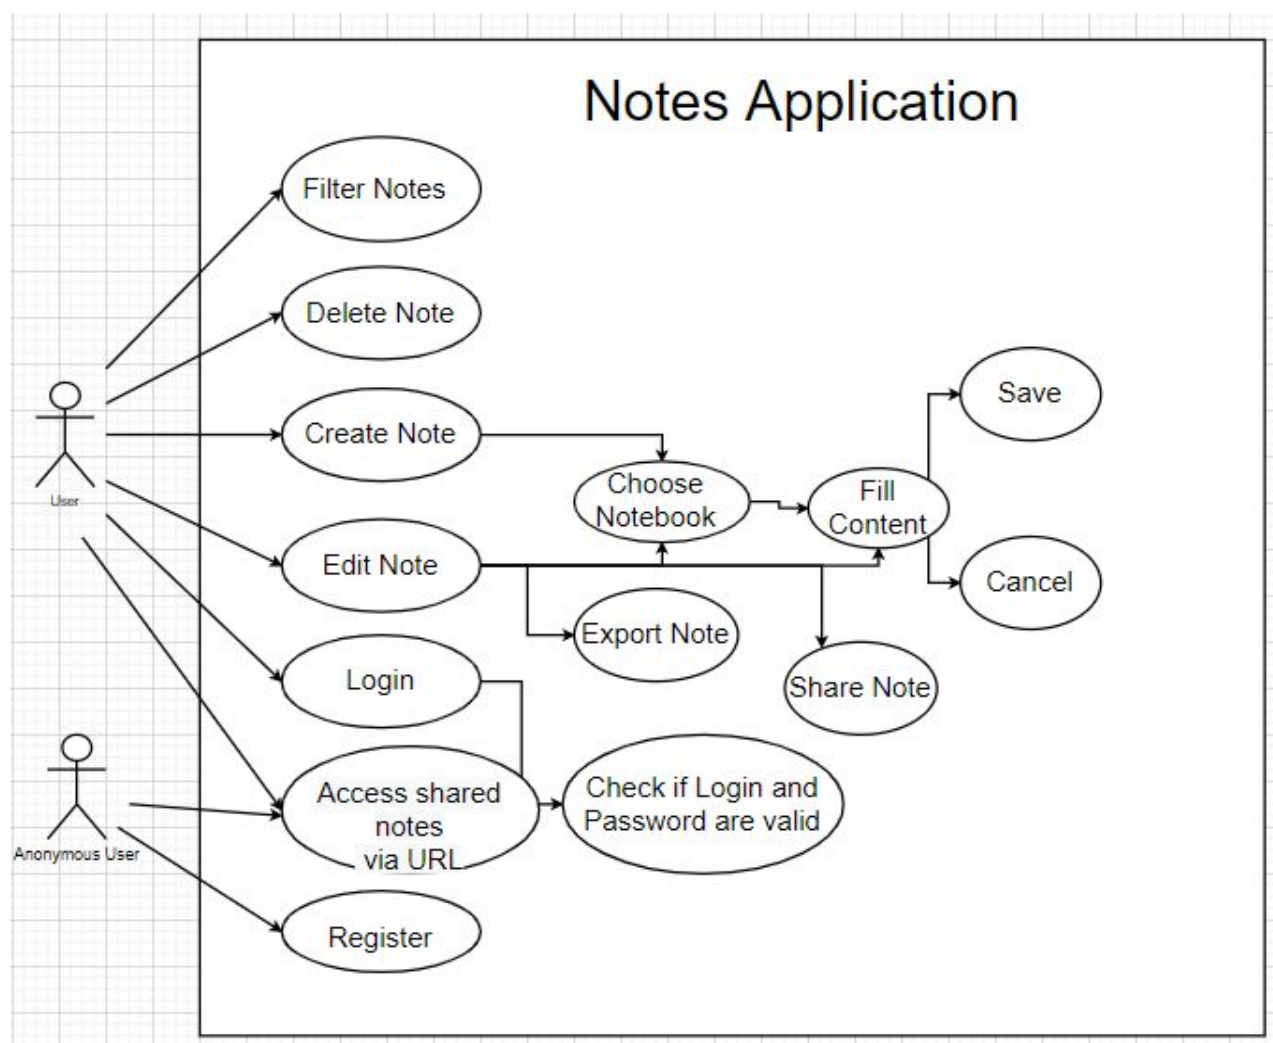 Notes Application
Filter Notes
Delete Note
Create Note
Save
Choose
Notebook
Fill
Content
User
Edit Note
Cancel
Export Note
Login
Share Note
Access shared
notes
via URL
Check if Login and
Password are valid
Anonymous User
Register